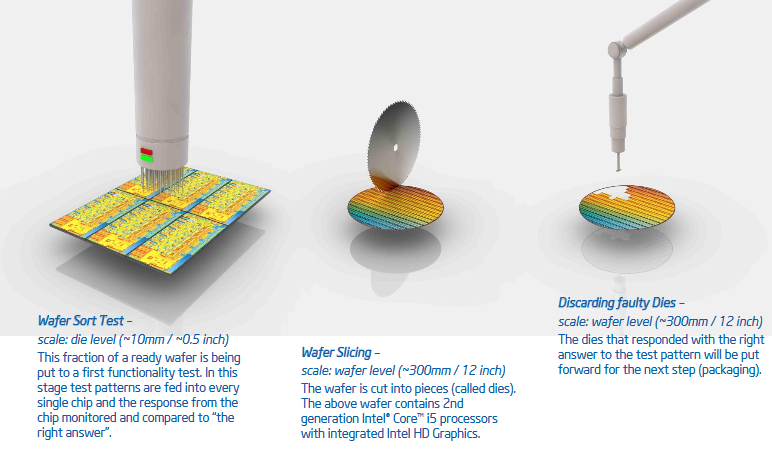 Wafer Sort Test –
scale: die level (~10mm / ~0.5 inch)
This fraction of a ready wafer is being
put to a first functionality test. In this
stage test patterns are fed into every
single chip and the response from the
chip monitored and compared to “the
right answer”.
Wafer Slicing –
scale: wafer level (~300mm / 12 inch)
The wafer is cut into pieces (called dies).
The above wafer contains 2nd
generation Intel® Core™ i5 processors
with integrated Intel HD Graphics.
Discarding faulty Dies –
scale: wafer level (~300mm / 12 inch)
The dies that responded with the right
answer to the test pattern will be put
forward for the next step (packaging).